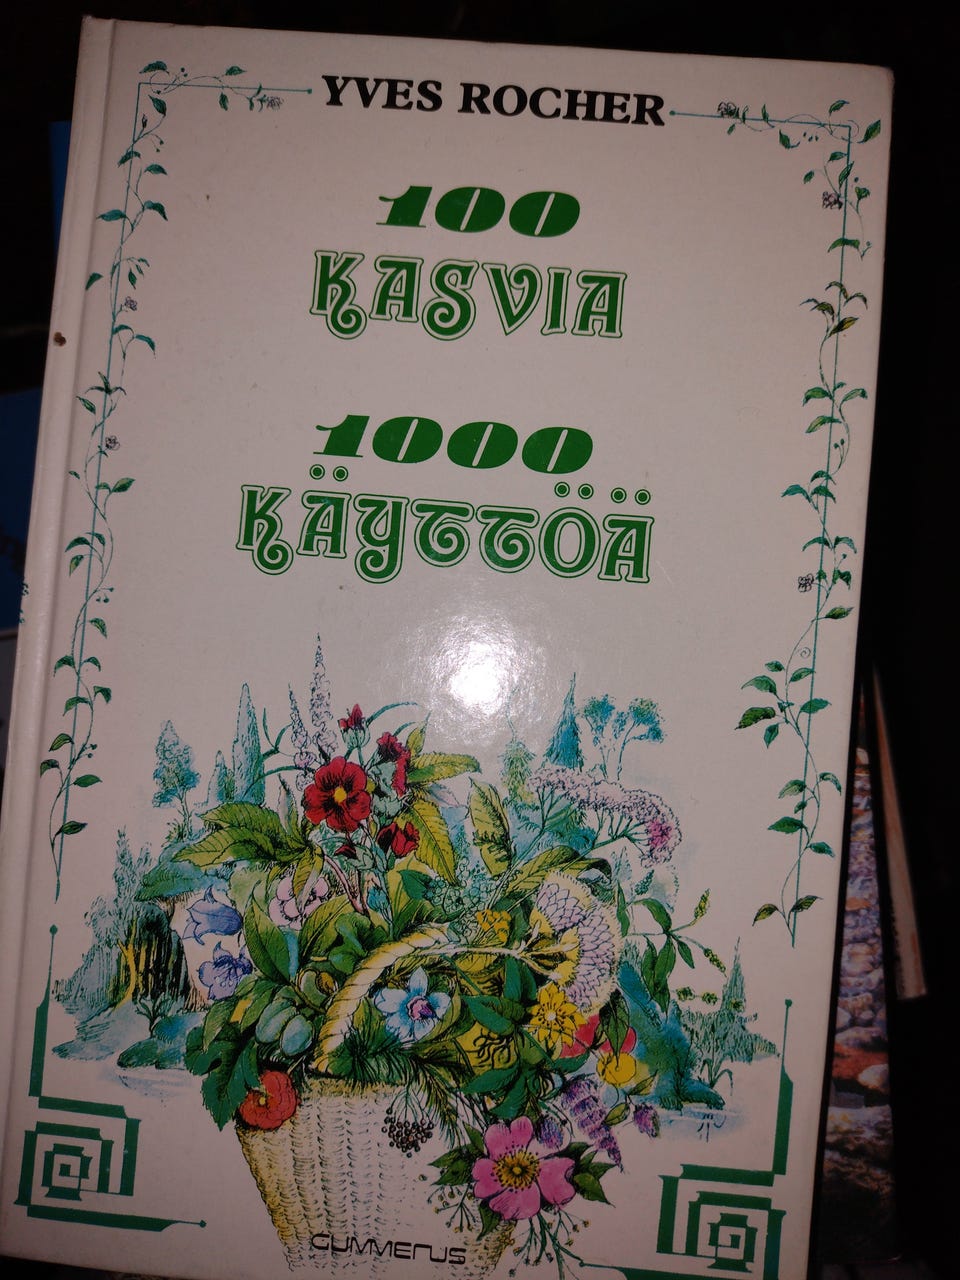 YVES ROCHER
100
KASVIA
1000
KÄYTTÖÄ
GUMMERUS